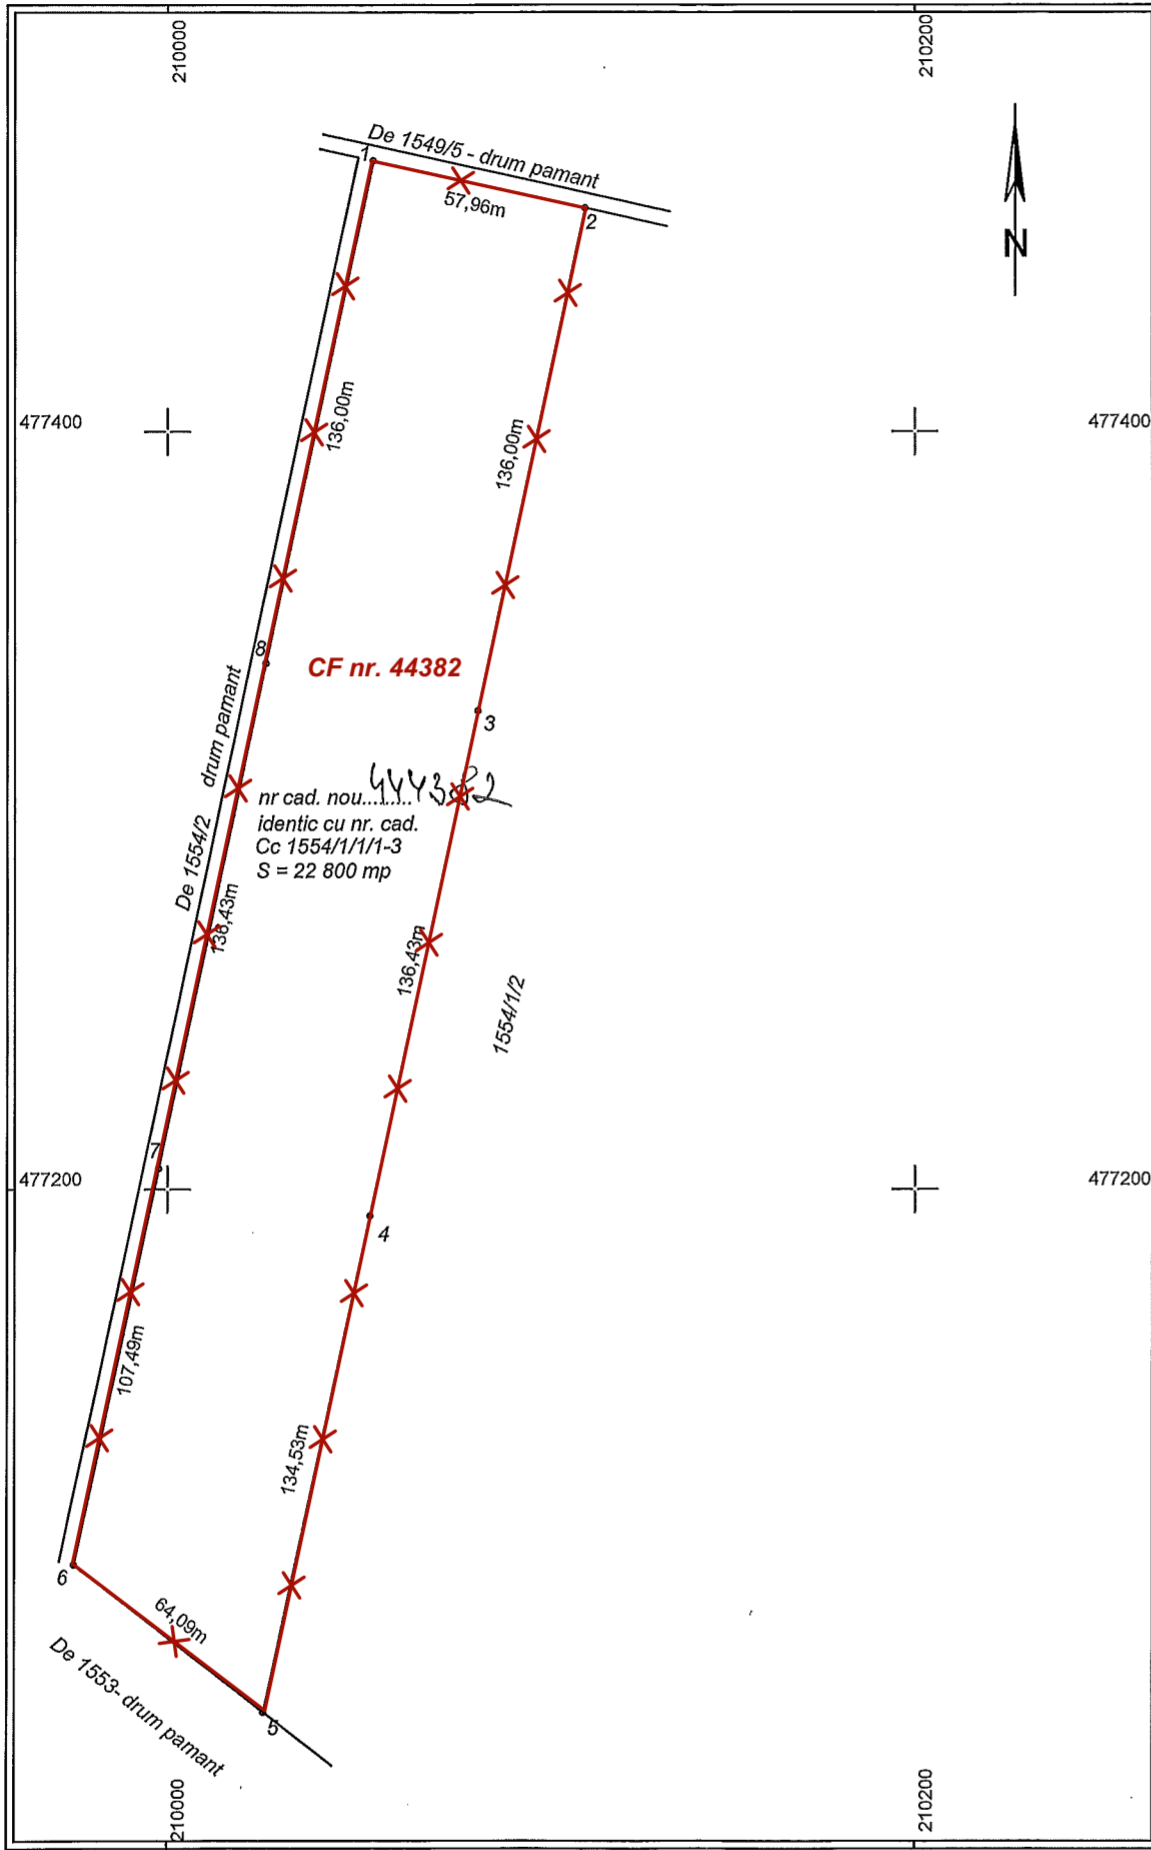 210000
210200
De 1549/5 - drum pamant
1
57,96m
2
N
477400
136,00m
136,00m
477400
8
CF nr. 44382
3
De 1554/2 drum pamant
nr cad. nou.........
identic cu nr. cad.
Cc 1554/1/1/1-3
S = 22 800 mp
136,43m
136,43m
1554/1/2
7
477200
477200
4
107,49m
134,53m
6
64,09m
De 1553- drum pamant
5
210000
210200